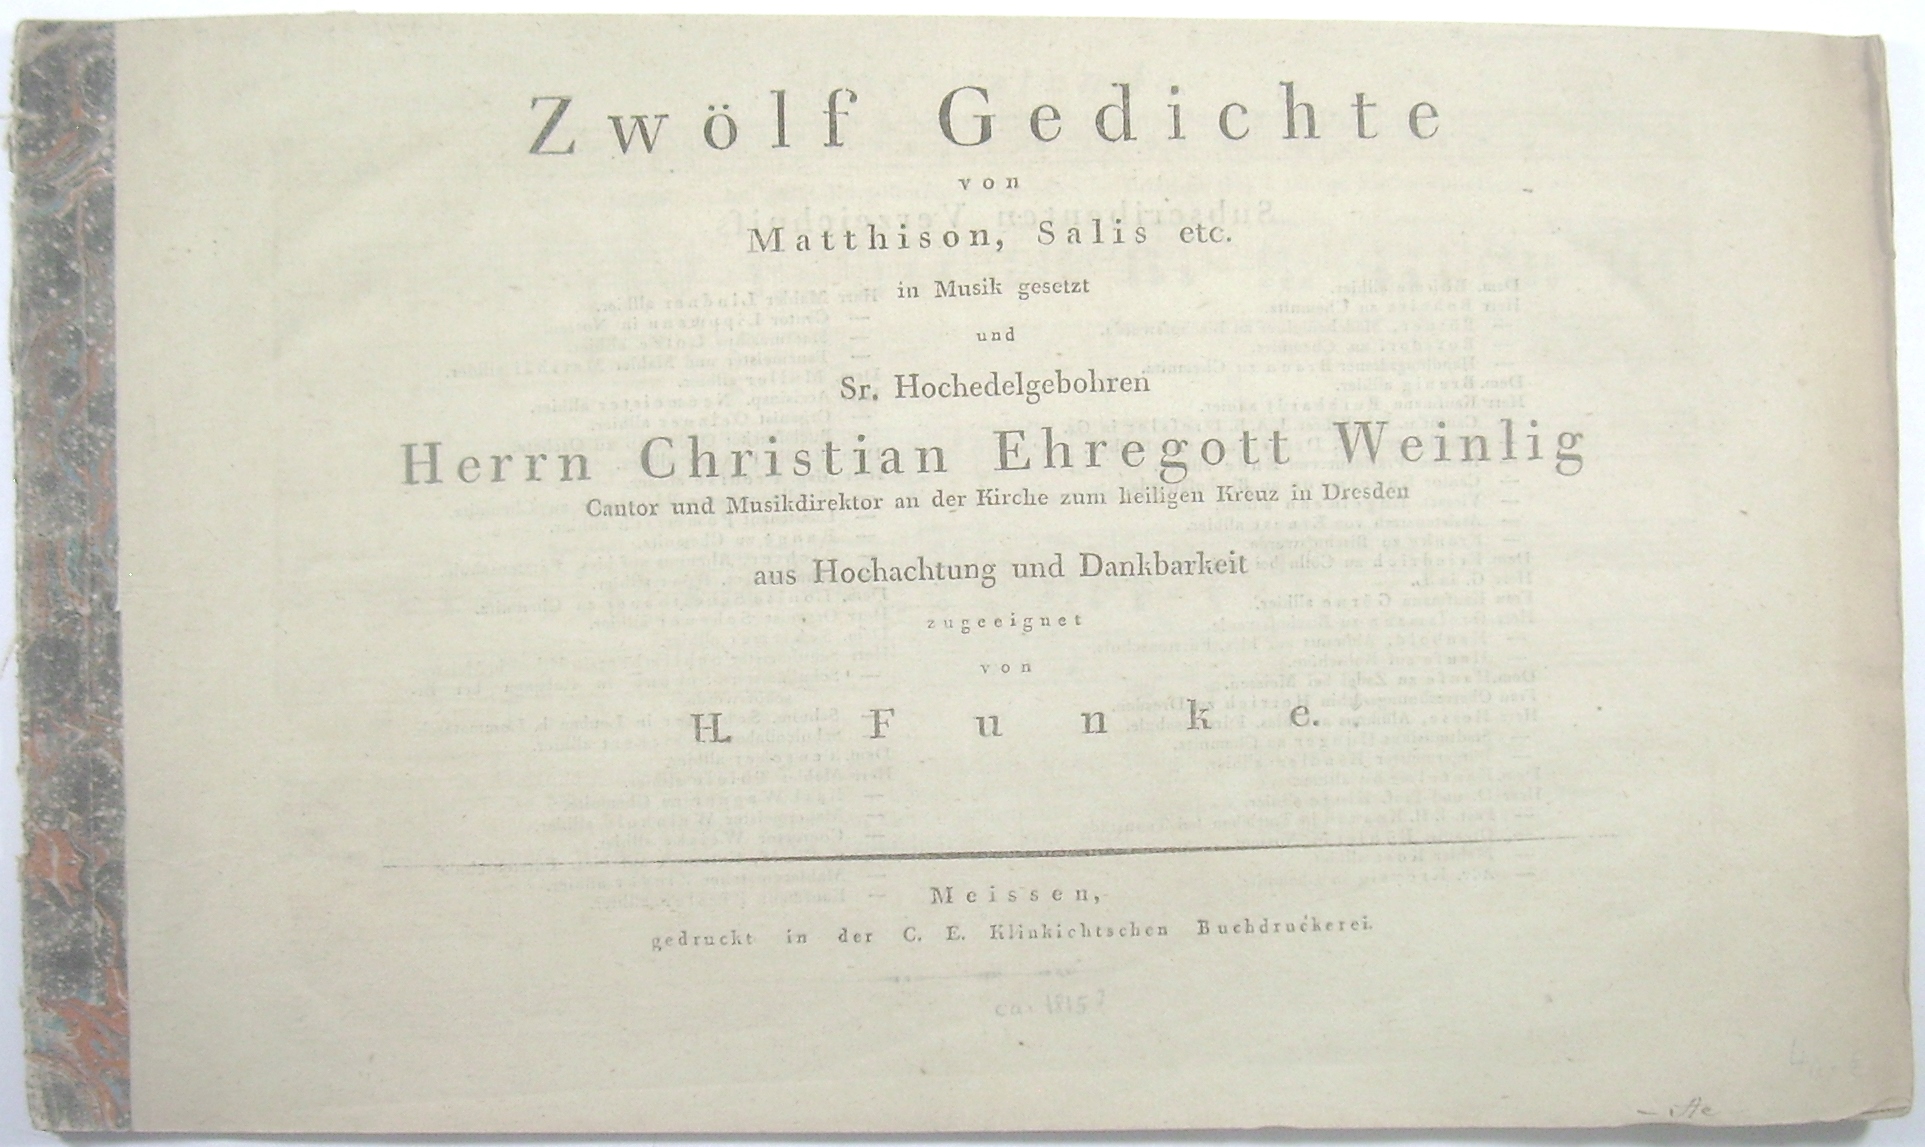 Zwölf Gedichte
von
Matthison, Salis etc.
in Musik gesetzt
und
Sr. Hochedelgebohren
Herrn Christian Ehregott Weinlig
Cantor und Musikdirektor an der Kirche zum heiligen Kreuz in Dresden
aus Hochachtung und Dankbarkeit
zugeeignet
von
H. Funke.
Meissen,
gedruckt in der C. E. Klinkichtschen Buchdruckerei.
ca. 1815?